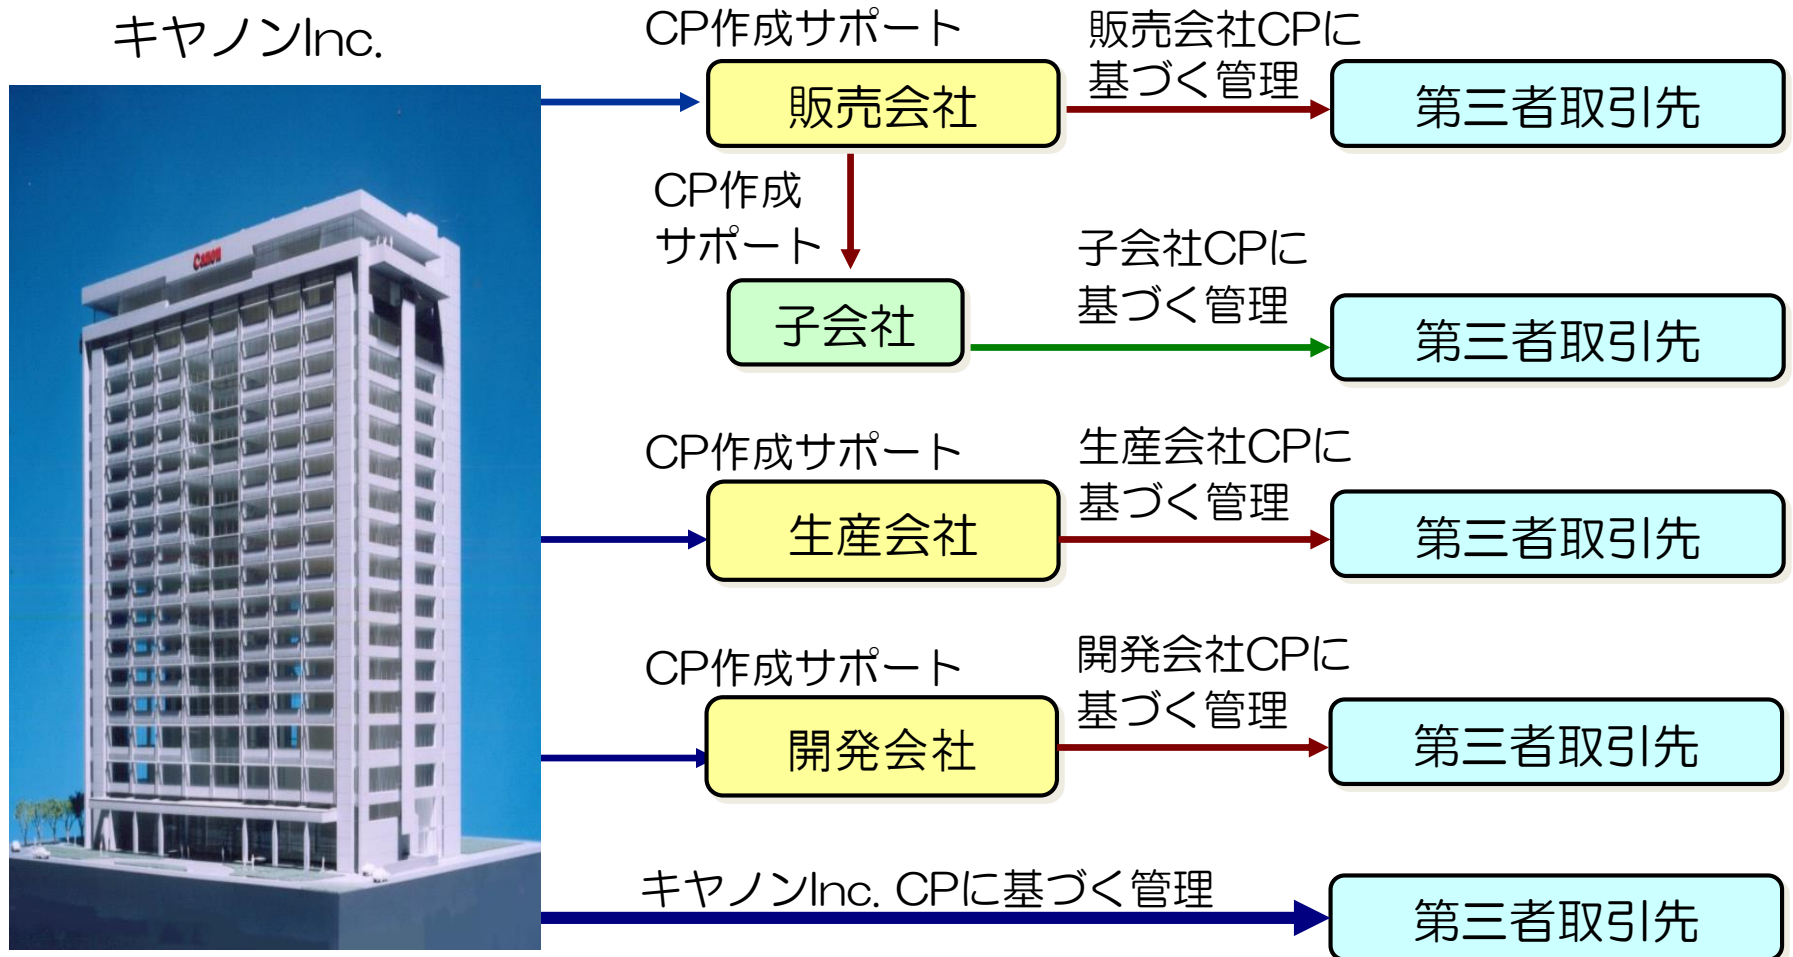 キヤノンInc.
CP作成サポート
販売会社CPに
基づく管理
販売会社
第三者取引先
CP作成
サポート
子会社CPに
基づく管理
子会社
第三者取引先
Canon
CP作成サポート
生産会社CPに
基づく管理
生産会社
第三者取引先
CP作成サポート
開発会社CPに
基づく管理
開発会社
第三者取引先
キヤノンInc. CPに基づく管理
第三者取引先